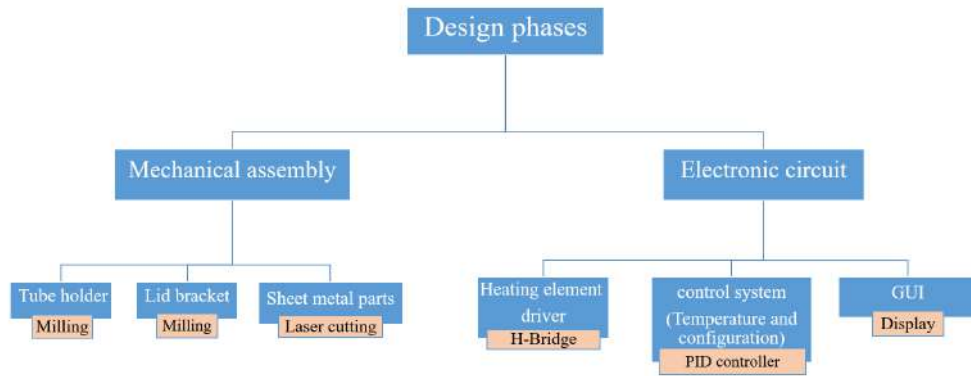 Design phases
Mechanical assembly
Electronic circuit
Tube holder
Milling
Lid bracket
Milling
Sheet metal parts
Laser cutting
Heating element
driver
H-Bridge
control system
(Temperature and
configuration)
PID controller
GUI
Display